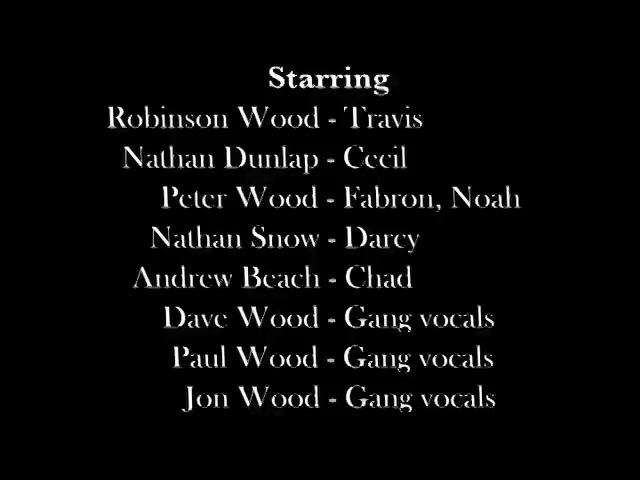 Starring
Robinson Wood - Travis
Nathan Dunlap - Cecil
Peter Wood - Fabron, Noah
Nathan Snow - Darcy
Andrew Beach - Chad
Dave Wood - Gang vocals
Paul Wood - Gang vocals
Jon Wood - Gang vocals